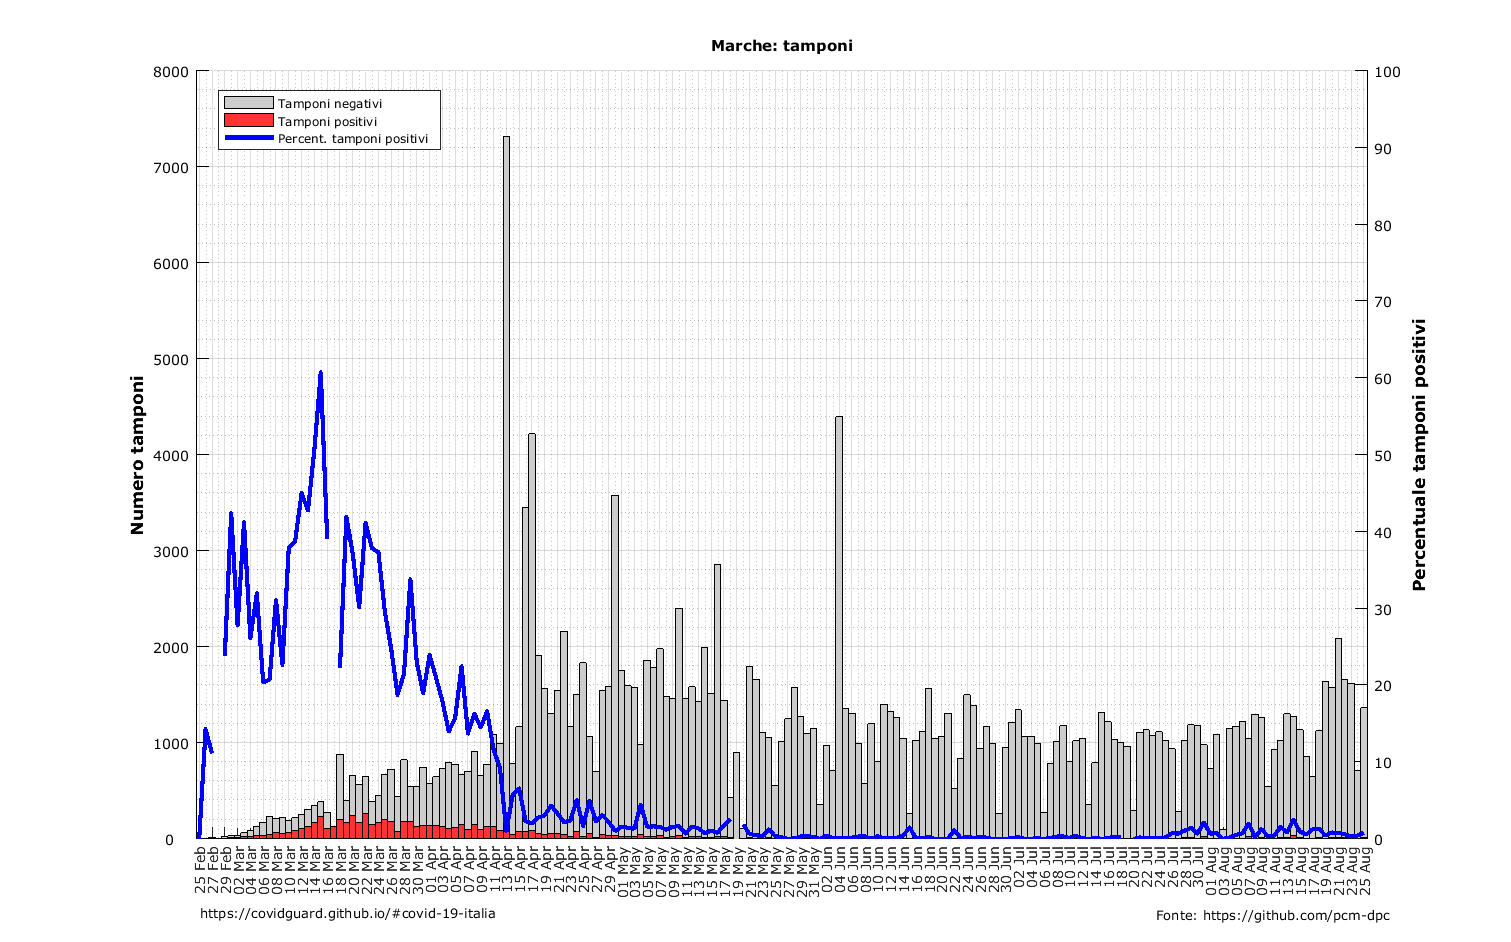 Marche: tamponi
Tamponi negativi
Tamponi positivi
Percent. tamponi positivi
Numero tamponi
8000
7000
6000
5000
4000
3000
2000
1000
0
Percentuale tamponi positivi
100
90
80
70
60
50
40
30
20
10
0
25 Feb
27 Feb
29 Feb
02 Mar
04 Mar
06 Mar
08 Mar
10 Mar
12 Mar
14 Mar
16 Mar
18 Mar
20 Mar
22 Mar
24 Mar
26 Mar
28 Mar
30 Mar
01 Apr
03 Apr
05 Apr
07 Apr
09 Apr
11 Apr
13 Apr
15 Apr
17 Apr
19 Apr
21 Apr
23 Apr
25 Apr
27 Apr
29 Apr
01 May
03 May
05 May
07 May
09 May
11 May
13 May
15 May
17 May
19 May
21 May
23 May
25 May
27 May
29 May
31 May
02 Jun
04 Jun
06 Jun
08 Jun
10 Jun
12 Jun
14 Jun
16 Jun
18 Jun
20 Jun
22 Jun
24 Jun
26 Jun
28 Jun
30 Jun
02 Jul
04 Jul
06 Jul
08 Jul
10 Jul
12 Jul
14 Jul
16 Jul
18 Jul
20 Jul
22 Jul
24 Jul
26 Jul
28 Jul
30 Jul
01 Aug
03 Aug
05 Aug
07 Aug
09 Aug
11 Aug
13 Aug
15 Aug
17 Aug
19 Aug
21 Aug
23 Aug
25 Aug
https://covidguard.github.io/#covid-19-italia
Fonte: https://github.com/pcm-dpc